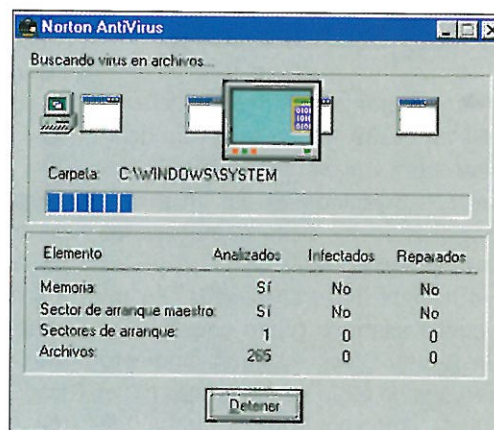 Norton AntiVirus
Buscando virus en archivos...
Carpeta: C:\WINDOWS\SYSTEM
Elemento Analizados Infectados Reparados
Memoria: Sí No No
Sector de arranque maestro: Sí No No
Sectores de arranque: 1 0 0
Archivos: 265 0 0
Detener